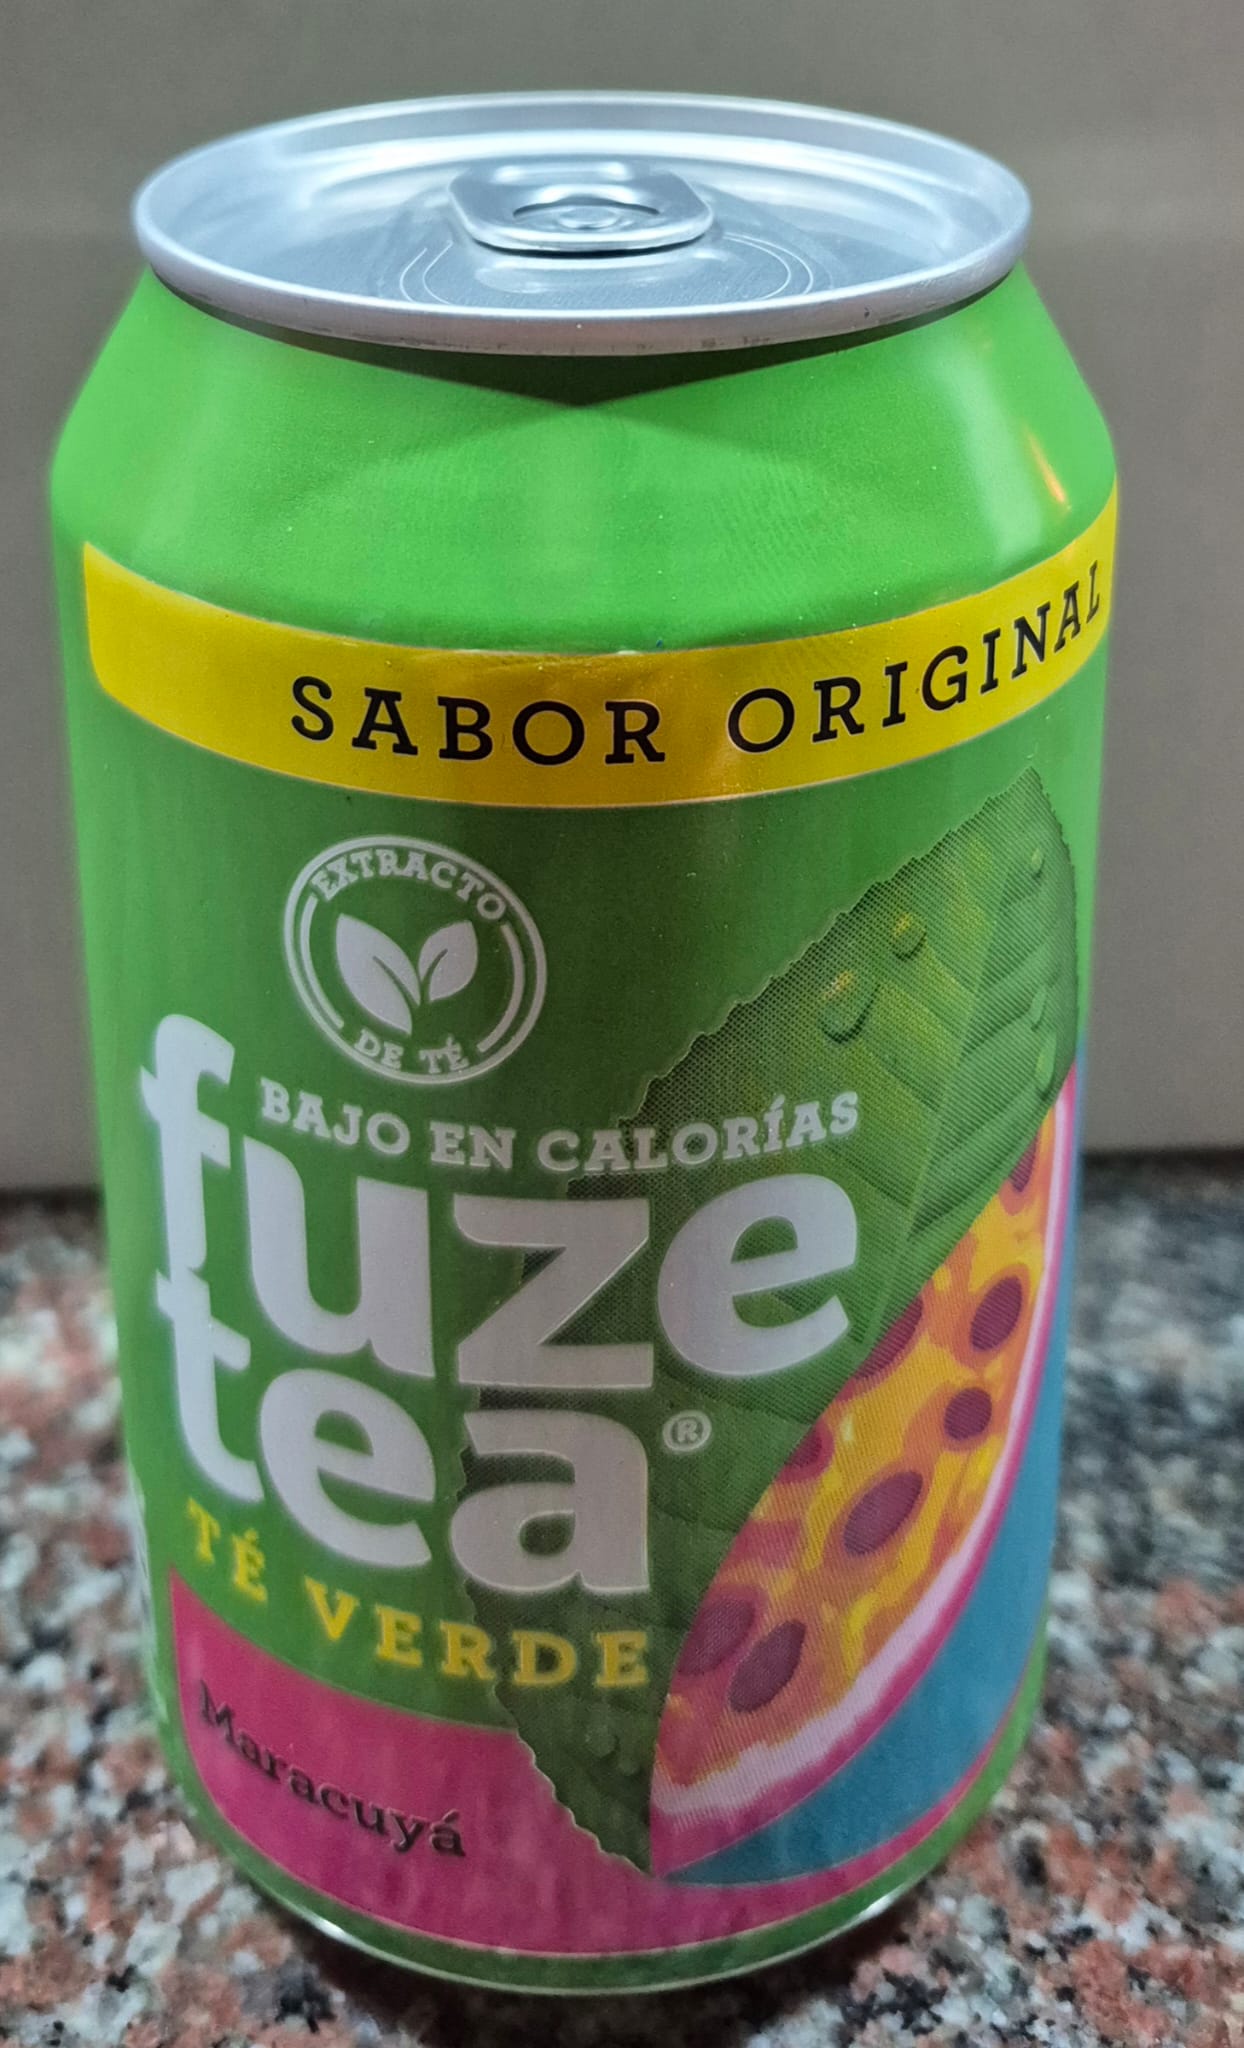 SABOR ORIGINAL
EXTRACTO
DE TÉ
BAJO EN CALORÍAS
fuze
tea®
TÉ VERDE
Maracuyá